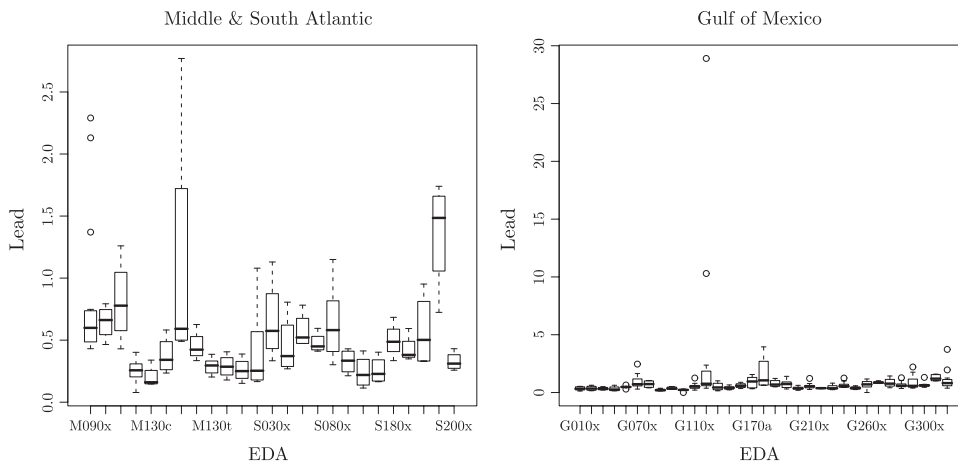 Middle & South Atlantic
Lead
2.5
2.0
1.5
1.0
0.5
0.0
M090x M130c M130t S030x S080x S180x S200x
EDA
Gulf of Mexico
Lead
30
25
20
15
10
5
0
G010x G070x G110x G170a G210x G260x G300x
EDA